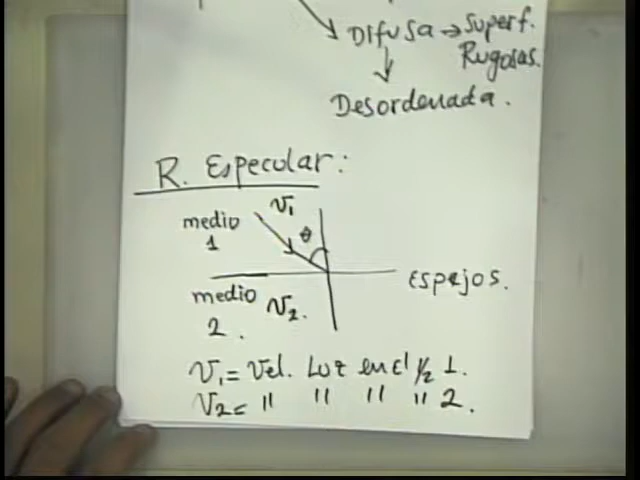 Difusa → Superf.
Rugosas.
↓
Desordenada.
R. Especular:
v₁
medio
1
θ
Espejos.
medio
2.
v₂
v₁ = Vel. Luz en el ½ 1.
v₂ = " " " " 2.